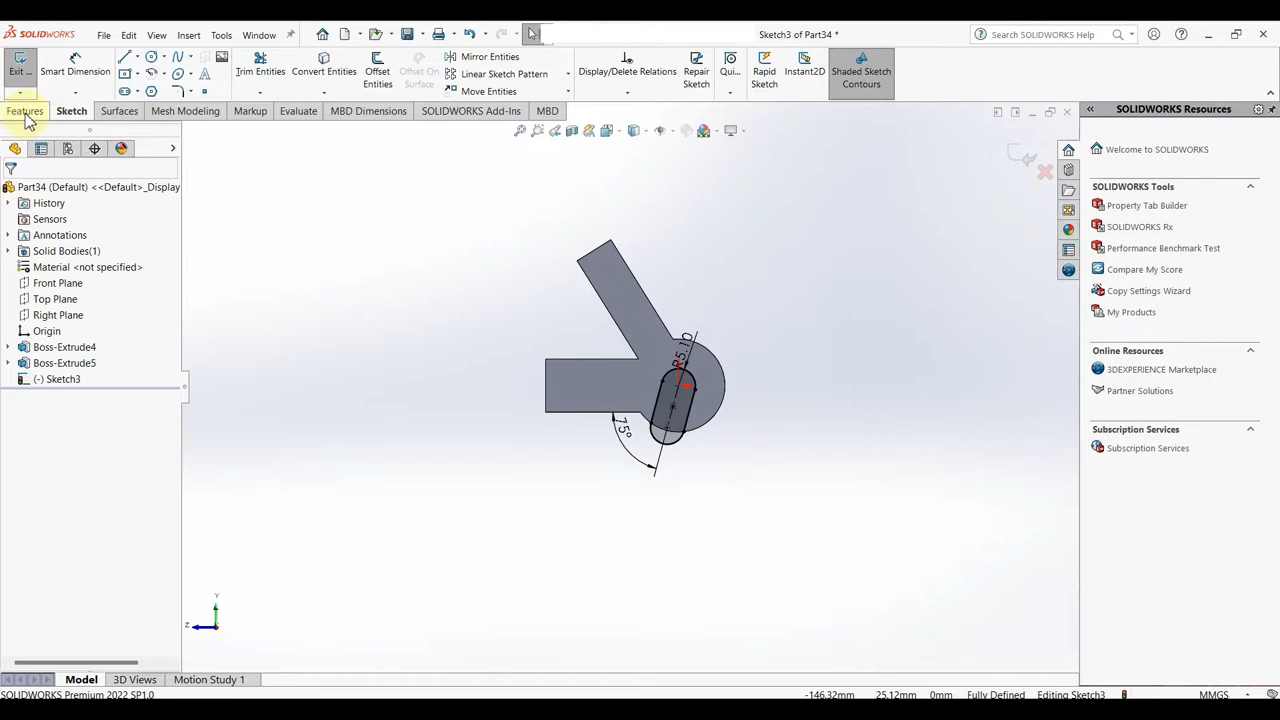 SOLIDWORKS
File Edit View Insert Tools Window
Sketch3 of Part34 *
Search SOLIDWORKS Help
Exit ...
Smart Dimension
Trim Entities
Convert Entities
Offset Entities
Offset On Surface
Mirror Entities
Linear Sketch Pattern
Move Entities
Display/Delete Relations
Repair Sketch
Qui...
Rapid Sketch
Instant2D
Shaded Sketch Contours
Features Sketch Surfaces Mesh Modeling Markup Evaluate MBD Dimensions SOLIDWORKS Add-Ins MBD
Part34 (Default) <<Default>_Display
History
Sensors
Annotations
Solid Bodies(1)
Material <not specified>
Front Plane
Top Plane
Right Plane
Origin
Boss-Extrude4
Boss-Extrude5
(-) Sketch3
75°
Y
Z
SOLIDWORKS Resources
Welcome to SOLIDWORKS
SOLIDWORKS Tools
Property Tab Builder
SOLIDWORKS Rx
Performance Benchmark Test
Compare My Score
Copy Settings Wizard
My Products
Online Resources
3DEXPERIENCE Marketplace
Partner Solutions
Subscription Services
Subscription Services
Model 3D Views Motion Study 1
SOLIDWORKS Premium 2022 SP1.0
-146.32mm 25.12mm 0mm Fully Defined Editing Sketch3 MMGS